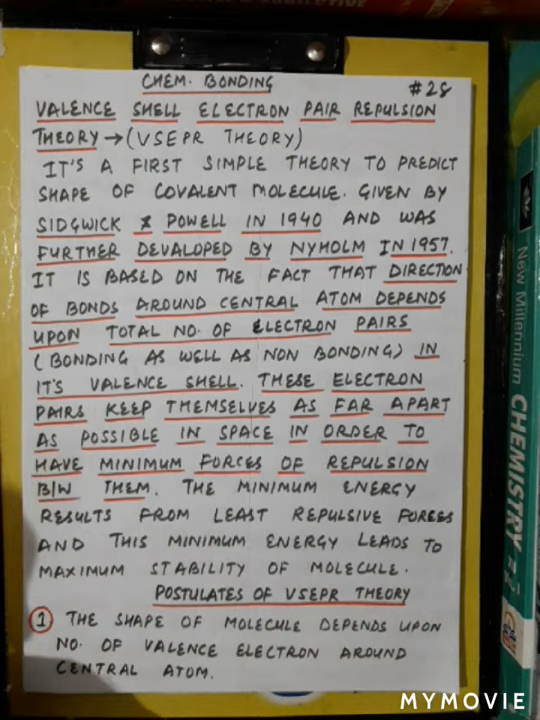 CHEM. BONDING #28
VALENCE SHELL ELECTRON PAIR REPULSION
THEORY → (VSEPR THEORY)
IT'S A FIRST SIMPLE THEORY TO PREDICT
SHAPE OF COVALENT MOLECULE. GIVEN BY
SIDGWICK & POWELL IN 1940 AND WAS
FURTHER DEVALOPED BY NYHOLM IN 1957.
IT IS BASED ON THE FACT THAT DIRECTION
OF BONDS AROUND CENTRAL ATOM DEPENDS
UPON TOTAL NO. OF ELECTRON PAIRS
(BONDING AS WELL AS NON BONDING) IN
IT'S VALENCE SHELL. THESE ELECTRON
PAIRS KEEP THEMSELVES AS FAR APART
AS POSSIBLE IN SPACE IN ORDER TO
HAVE MINIMUM FORCES OF REPULSION
B/W THEM. THE MINIMUM ENERGY
RESULTS FROM LEAST REPULSIVE FORCES
AND THIS MINIMUM ENERGY LEADS TO
MAXIMUM STABILITY OF MOLECULE.
POSTULATES OF VSEPR THEORY
1 THE SHAPE OF MOLECULE DEPENDS UPON
NO. OF VALENCE ELECTRON AROUND
CENTRAL ATOM.
New Millennium CHEMISTRY
MYMOVIE